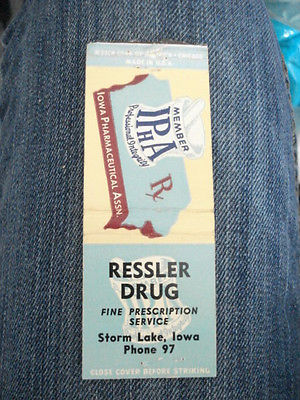 MADE IN U.S.A.
MEMBER
IPhA
Professional Integrity
Rx
IOWA PHARMACEUTICAL ASSN.
RESSLER
DRUG
FINE PRESCRIPTION
SERVICE
Storm Lake, Iowa
Phone 97
CLOSE COVER BEFORE STRIKING